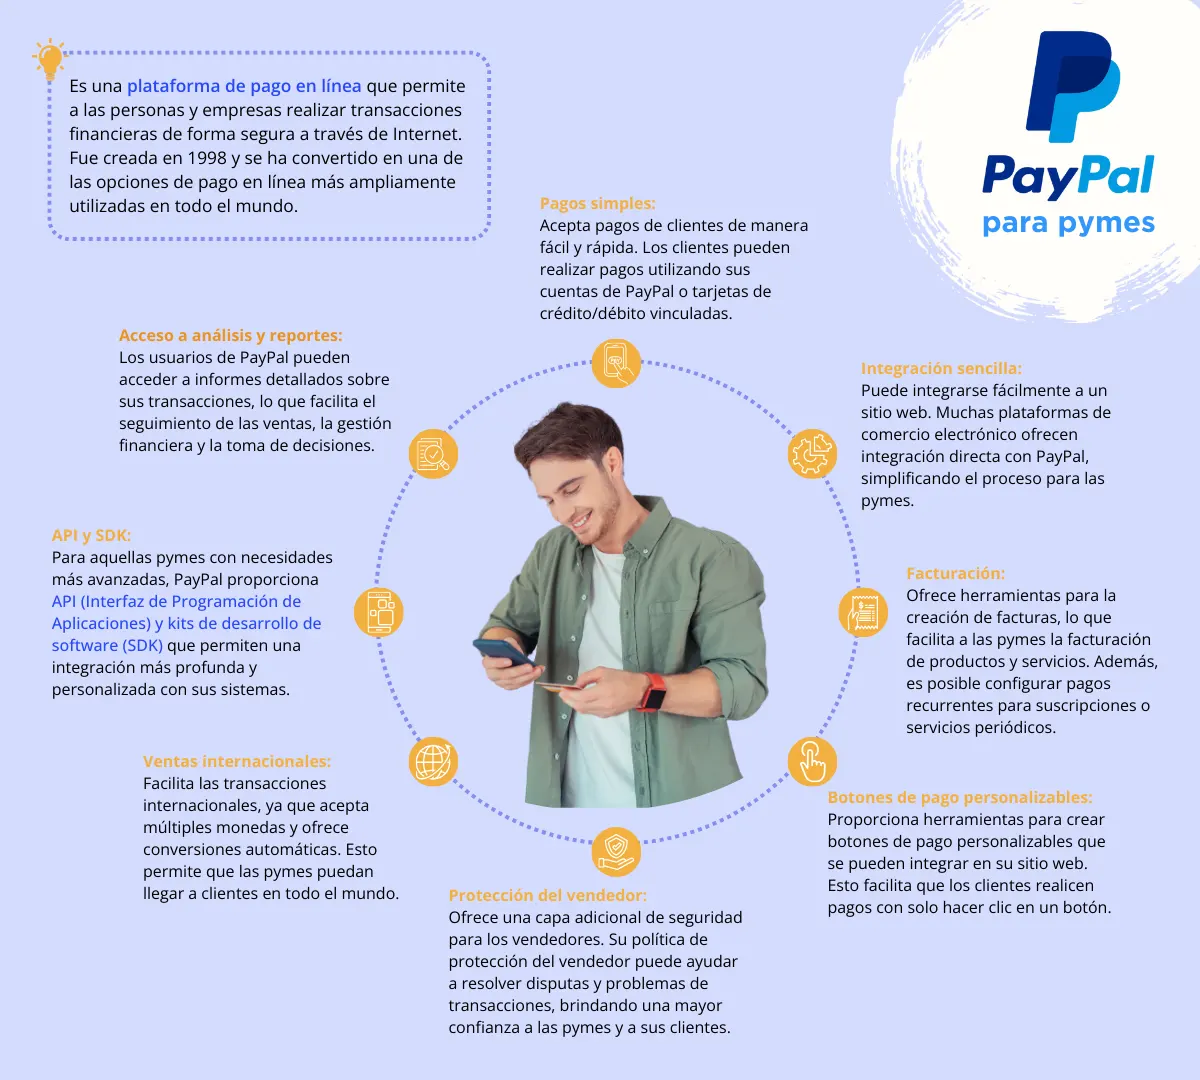 Es una plataforma de pago en línea que permite
a las personas y empresas realizar transacciones
financieras de forma segura a través de Internet.
Fue creada en 1998 y se ha convertido en una de
las opciones de pago en línea más ampliamente
utilizadas en todo el mundo.
PayPal
para pymes
Pagos simples:
Acepta pagos de clientes de manera
fácil y rápida. Los clientes pueden
realizar pagos utilizando sus
cuentas de PayPal o tarjetas de
crédito/débito vinculadas.
Integración sencilla:
Puede integrarse fácilmente a un
sitio web. Muchas plataformas de
comercio electrónico ofrecen
integración directa con PayPal,
simplificando el proceso para las
pymes.
Facturación:
Ofrece herramientas para la
creación de facturas, lo que
facilita a las pymes la facturación
de productos y servicios. Además,
es posible configurar pagos
recurrentes para suscripciones o
servicios periódicos.
Botones de pago personalizables:
Proporciona herramientas para crear
botones de pago personalizables que
se pueden integrar en su sitio web.
Esto facilita que los clientes realicen
pagos con solo hacer clic en un botón.
Protección del vendedor:
Ofrece una capa adicional de seguridad
para los vendedores. Su política de
protección del vendedor puede ayudar
a resolver disputas y problemas de
transacciones, brindando una mayor
confianza a las pymes y a sus clientes.
Ventas internacionales:
Facilita las transacciones
internacionales, ya que acepta
múltiples monedas y ofrece
conversiones automáticas. Esto
permite que las pymes puedan
llegar a clientes en todo el mundo.
API y SDK:
Para aquellas pymes con necesidades
más avanzadas, PayPal proporciona
API (Interfaz de Programación de
Aplicaciones) y kits de desarrollo de
software (SDK) que permiten una
integración más profunda y
personalizada con sus sistemas.
Acceso a análisis y reportes:
Los usuarios de PayPal pueden
acceder a informes detallados sobre
sus transacciones, lo que facilita el
seguimiento de las ventas, la gestión
financiera y la toma de decisiones.